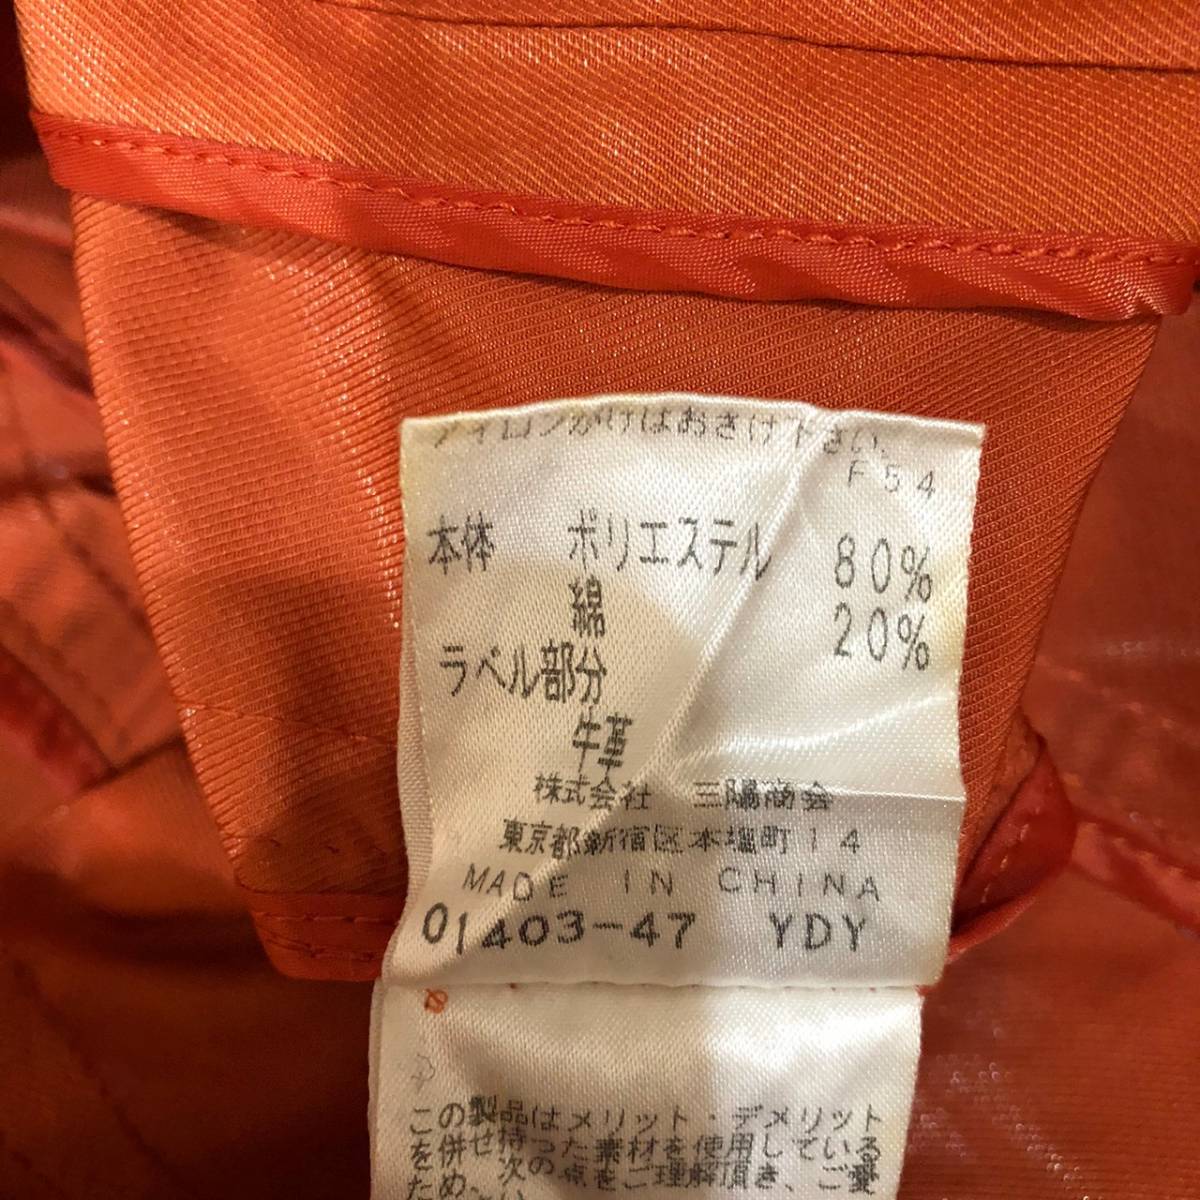 アイロンがけはおさけ下さい。
F54
本体 ポリエステル 80%
綿 20%
ラベル部分
牛革
株式会社 三陽商会
東京都新宿区本塩町14
MADE IN CHINA
01403-47 YDY
この製品はメリット・デメリット
を併せ持った素材を使用している
ため、次の点をご理解頂き、ご愛